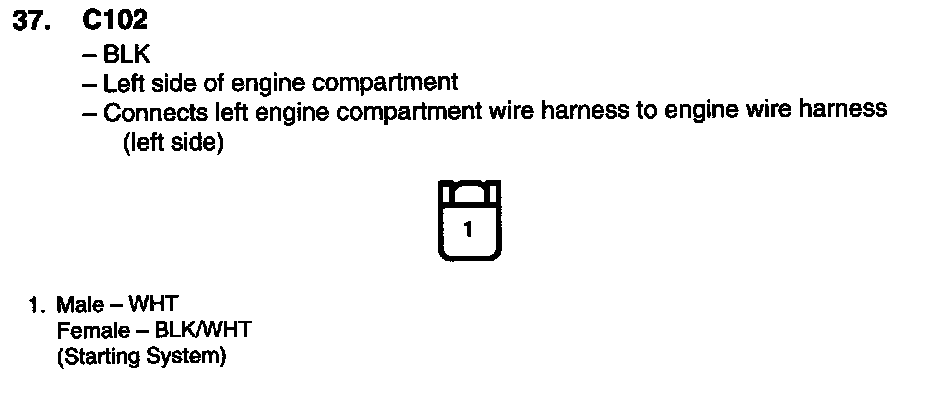 37. C102
– BLK
– Left side of engine compartment
– Connects left engine compartment wire harness to engine wire harness
(left side)
1
1. Male – WHT
Female – BLK/WHT
(Starting System)